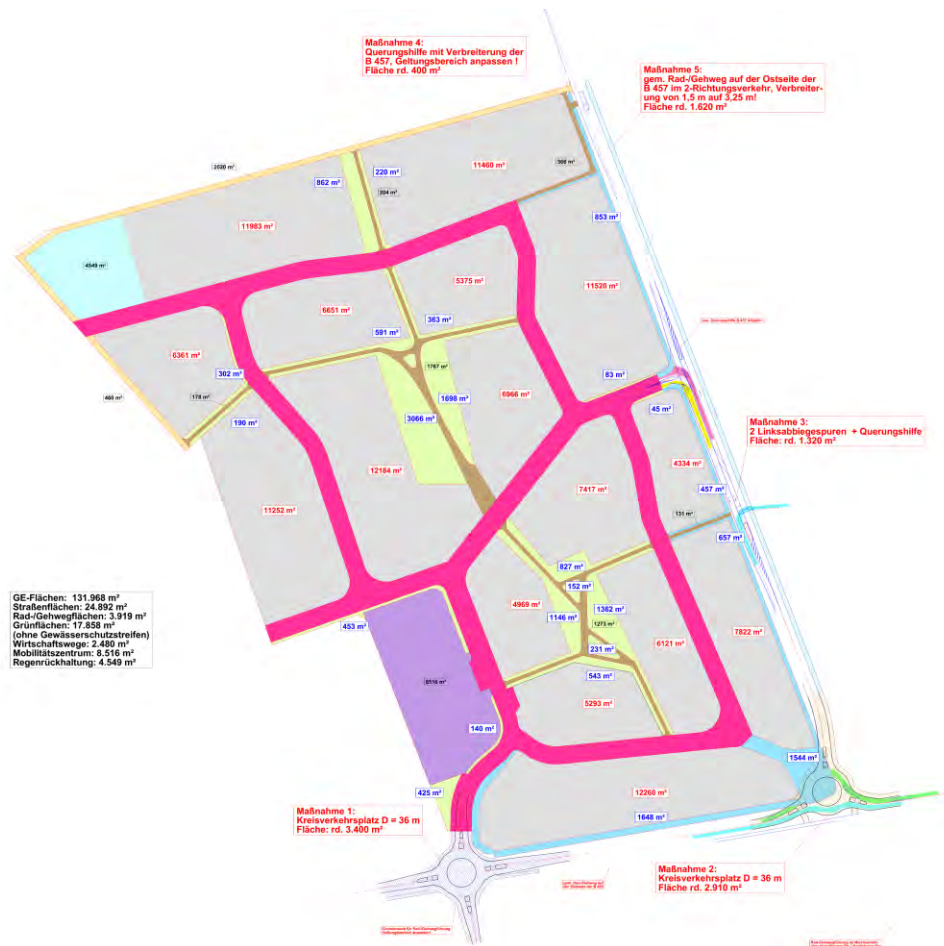 Maßnahme 4:
Querungshilfe mit Verbreiterung der
B 457, Geltungsbereich anpassen !
Fläche rd. 400 m²
Maßnahme 5:
gem. Rad-/Gehweg auf der Ostseite der
B 457 im 2-Richtungsverkehr, Verbreiter-
ung von 1,5 m auf 3,25 m!
Fläche rd. 1.620 m²
11460 m²
220 m²
862 m²
853 m²
11983 m²
4549 m²
5375 m²
11528 m²
6651 m²
363 m²
591 m²
6361 m²
1767 m²
302 m²
83 m²
6966 m²
178 m²
1698 m²
45 m²
3066 m²
190 m²
Maßnahme 3:
2 Linksabbiegespuren + Querungshilfe
Fläche: rd. 1.320 m²
12184 m²
7417 m²
4334 m²
457 m²
11252 m²
131 m²
657 m²
827 m²
152 m²
GE-Flächen: 131.968 m²
Straßenflächen: 24.892 m²
Rad-/Gehwegflächen: 3.919 m²
Grünflächen: 17.858 m²
(ohne Gewässerschutzstreifen)
Wirtschaftswege: 2.480 m²
Mobilitätszentrum: 8.516 m²
Regenrückhaltung: 4.549 m²
4969 m²
1362 m²
1146 m²
453 m²
1273 m²
7822 m²
6121 m²
231 m²
543 m²
8516 m²
5293 m²
140 m²
1544 m²
425 m²
12260 m²
1648 m²
Maßnahme 1:
Kreisverkehrsplatz D = 36 m
Fläche: rd. 3.400 m²
Maßnahme 2:
Kreisverkehrsplatz D = 36 m
Fläche rd. 2.910 m²